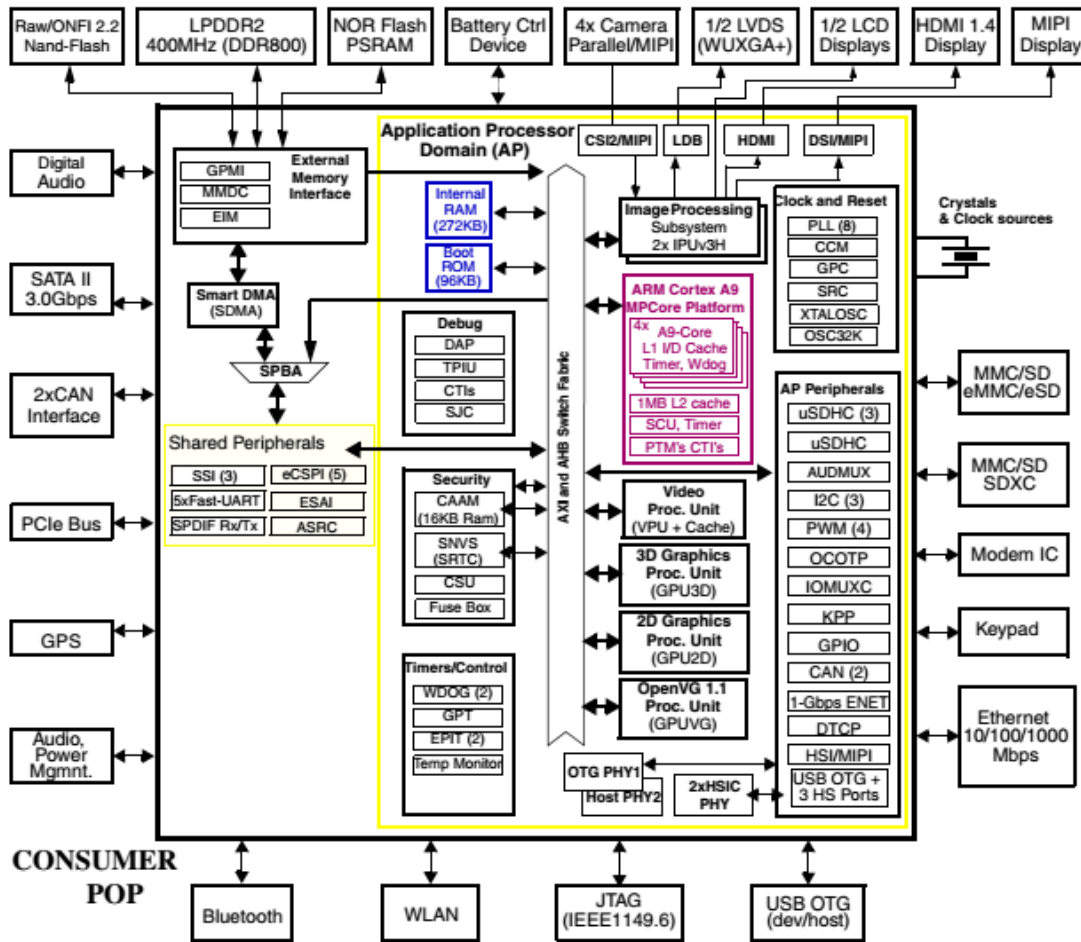 Raw/ONFI 2.2
Nand-Flash
LPDDR2
400MHz (DDR800)
NOR Flash
PSRAM
Battery Ctrl
Device
4x Camera
Parallel/MIPI
1/2 LVDS
(WUXGA+)
1/2 LCD
Displays
HDMI 1.4
Display
MIPI
Display
Digital
Audio
SATA II
3.0Gbps
2xCAN
Interface
PCIe Bus
GPS
Audio,
Power
Mgmnt.
External
Memory
Interface
GPMI
MMDC
EIM
Smart DMA
(SDMA)
SPBA
Shared Peripherals
SSI (3)
eCSPI (5)
5xFast-UART
ESAI
SPDIF Rx/Tx
ASRC
Application Processor
Domain (AP)
Internal
RAM
(272KB)
Boot
ROM
(96KB)
Debug
DAP
TPIU
CTIs
SJC
Security
CAAM
(16KB Ram)
SNVS
(SRTC)
CSU
Fuse Box
Timers/Control
WDOG (2)
GPT
EPIT (2)
Temp Monitor
AXI and AHB Switch Fabric
CSI2/MIPI
LDB
HDMI
DSI/MIPI
Image Processing
Subsystem
2x IPUv3H
ARM Cortex A9
MPCore Platform
4x
A9-Core
L1 I/D Cache
Timer, Wdog
1MB L2 cache
SCU, Timer
PTM's CTI's
Video
Proc. Unit
(VPU + Cache)
3D Graphics
Proc. Unit
(GPU3D)
2D Graphics
Proc. Unit
(GPU2D)
OpenVG 1.1
Proc. Unit
(GPUVG)
OTG PHY1
Host PHY2
2xHSIC
PHY
Clock and Reset
PLL (8)
CCM
GPC
SRC
XTALOSC
OSC32K
AP Peripherals
uSDHC (3)
uSDHC
AUDMUX
I2C (3)
PWM (4)
OCOTP
IOMUXC
KPP
GPIO
CAN (2)
1-Gbps ENET
DTCP
HSI/MIPI
USB OTG +
3 HS Ports
Crystals
& Clock sources
MMC/SD
eMMC/eSD
MMC/SD
SDXC
Modem IC
Keypad
Ethernet
10/100/1000
Mbps
CONSUMER
POP
Bluetooth
WLAN
JTAG
(IEEE1149.6)
USB OTG
(dev/host)